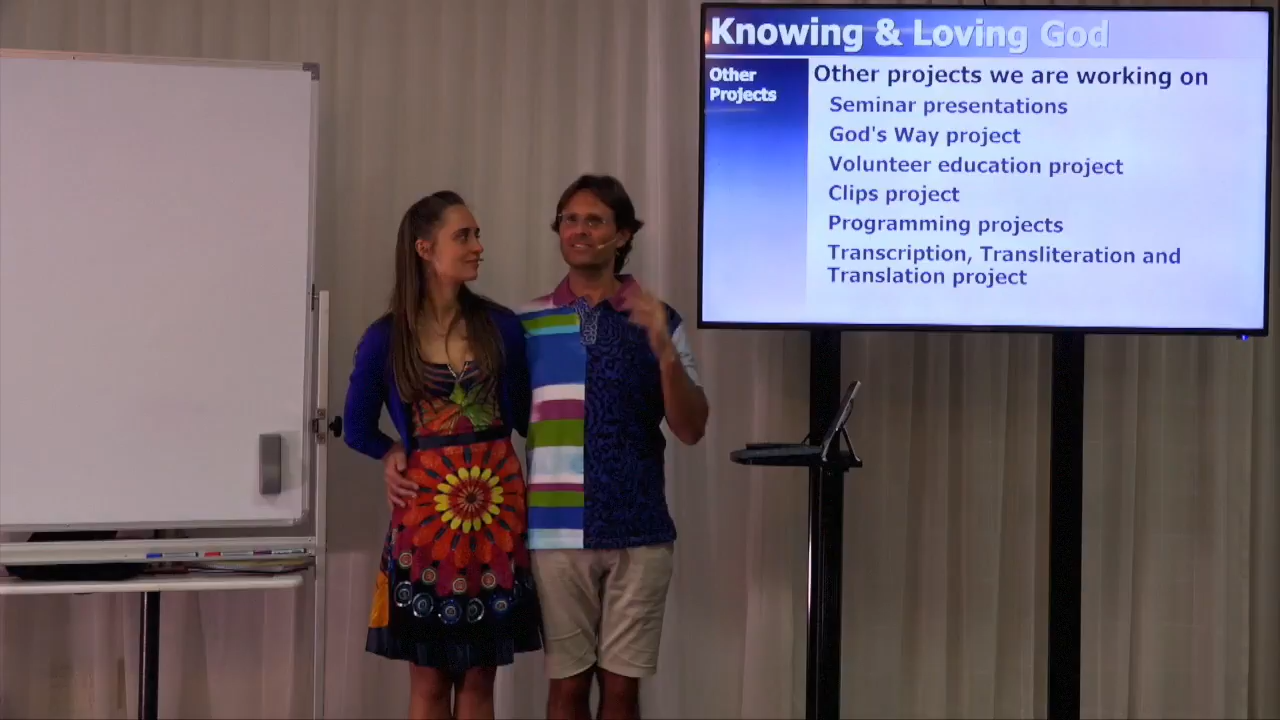 Knowing & Loving God
Other
Projects
Other projects we are working on
Seminar presentations
God's Way project
Volunteer education project
Clips project
Programming projects
Transcription, Transliteration and
Translation project